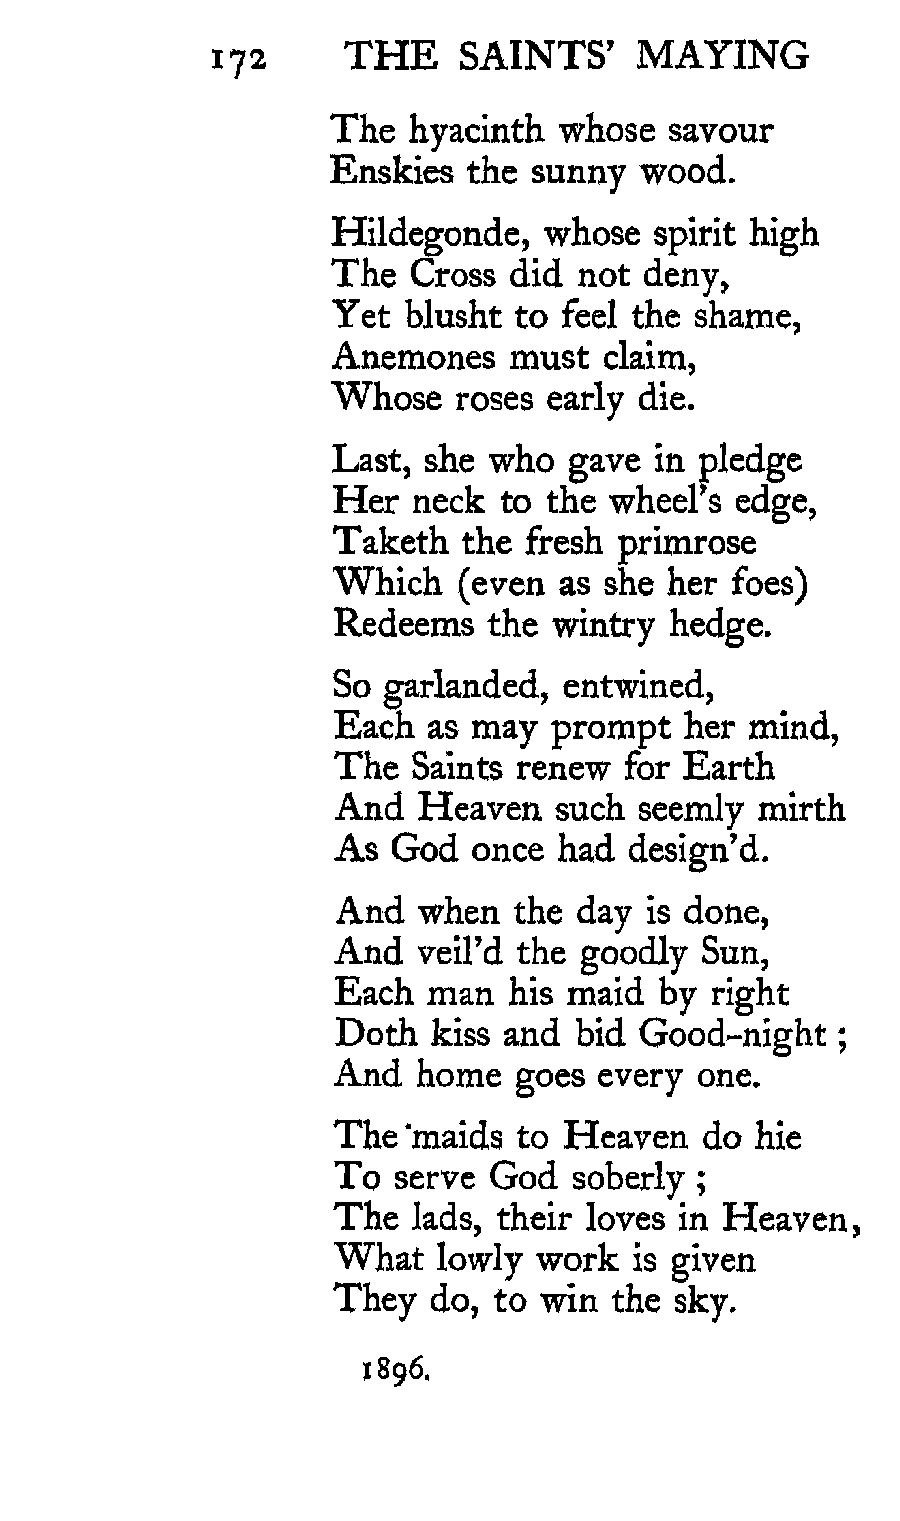 172 THE SAINTS' MAYING
The hyacinth whose savour
Enskies the sunny wood.
Hildegonde, whose spirit high
The Cross did not deny,
Yet blusht to feel the shame,
Anemones must claim,
Whose roses early die.
Last, she who gave in pledge
Her neck to the wheel's edge,
Taketh the fresh primrose
Which (even as she her foes)
Redeems the wintry hedge.
So garlanded, entwined,
Each as may prompt her mind,
The Saints renew for Earth
And Heaven such seemly mirth
As God once had design'd.
And when the day is done,
And veil'd the goodly Sun,
Each man his maid by right
Doth kiss and bid Good-night ;
And home goes every one.
The maids to Heaven do hie
To serve God soberly ;
The lads, their loves in Heaven,
What lowly work is given
They do, to win the sky.
1896.